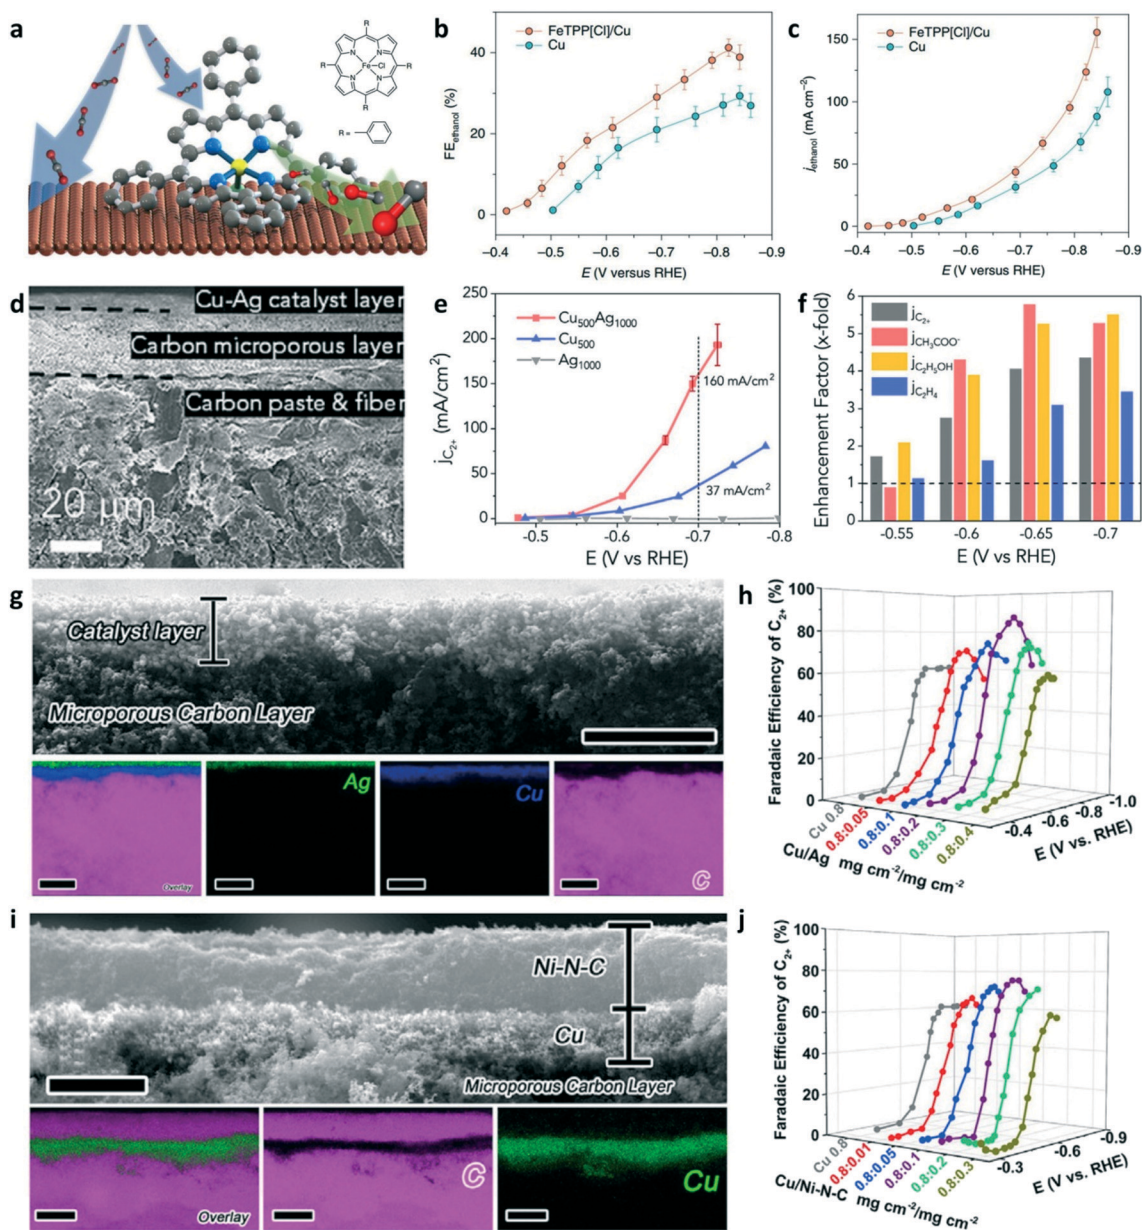 a
R
R
R
R
N
N
N
N
Fe
Cl
R =
b
FeTPP[Cl]/Cu
Cu
FE_ethanol (%)
40
20
0
−0.4 −0.5 −0.6 −0.7 −0.8 −0.9
E (V versus RHE)
c
FeTPP[Cl]/Cu
Cu
j_ethanol (mA cm⁻²)
150
100
50
0
−0.4 −0.5 −0.6 −0.7 −0.8 −0.9
E (V versus RHE)
d
Cu-Ag catalyst layer
Carbon microporous layer
Carbon paste & fiber
20 μm
e
Cu₅₀₀Ag₁₀₀₀
Cu₅₀₀
Ag₁₀₀₀
j_C₂₊ (mA/cm²)
250
200
150
100
50
0
160 mA/cm²
37 mA/cm²
-0.5 -0.6 -0.7 -0.8
E (V vs RHE)
f
j_C₂₊
j_CH₃COO⁻
j_C₂H₅OH
j_C₂H₄
Enhancement Factor (x-fold)
6
5
4
3
2
1
0
-0.55 -0.6 -0.65 -0.7
E (V vs RHE)
g
Catalyst layer
Microporous Carbon Layer
Overlay
Ag
Cu
C
h
Faradaic Efficiency of C₂₊ (%)
100
80
60
40
20
0
Cu 0.8
0.8:0.05
0.8:0.1
0.8:0.2
0.8:0.3
0.8:0.4
Cu/Ag mg cm⁻²/mg cm⁻²
-0.4
-0.6
-0.8
-1.0
E (V vs. RHE)
i
Ni-N-C
Cu
Microporous Carbon Layer
Overlay
C
Cu
j
Faradaic Efficiency of C₂₊ (%)
100
80
60
40
20
0
Cu 0.8
0.8:0.01
0.8:0.05
0.8:0.1
0.8:0.2
0.8:0.3
Cu/Ni-N-C mg cm⁻²/mg cm⁻²
-0.3
-0.6
-0.9
E (V vs. RHE)